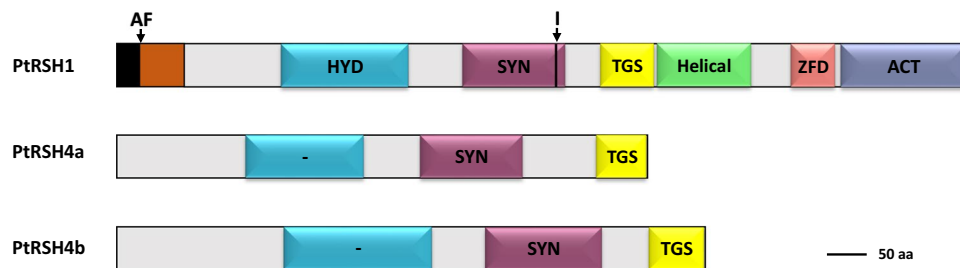 AF I
PtRSH1 HYD SYN TGS Helical ZFD ACT
PtRSH4a - SYN TGS
PtRSH4b - SYN TGS
50 aa